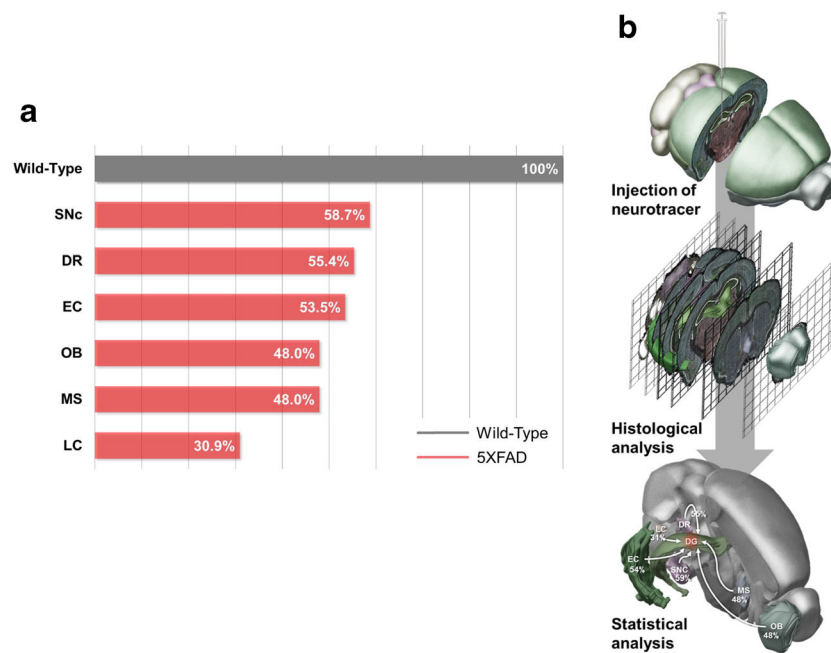 a
Wild-Type
100%
SNc
58.7%
DR
55.4%
EC
53.5%
OB
48.0%
MS
48.0%
LC
30.9%
Wild-Type
5XFAD
b
Injection of
neurotracer
Histological
analysis
DR
55%
LC
31%
DG
EC
54%
SNC
59%
MS
48%
OB
48%
Statistical
analysis